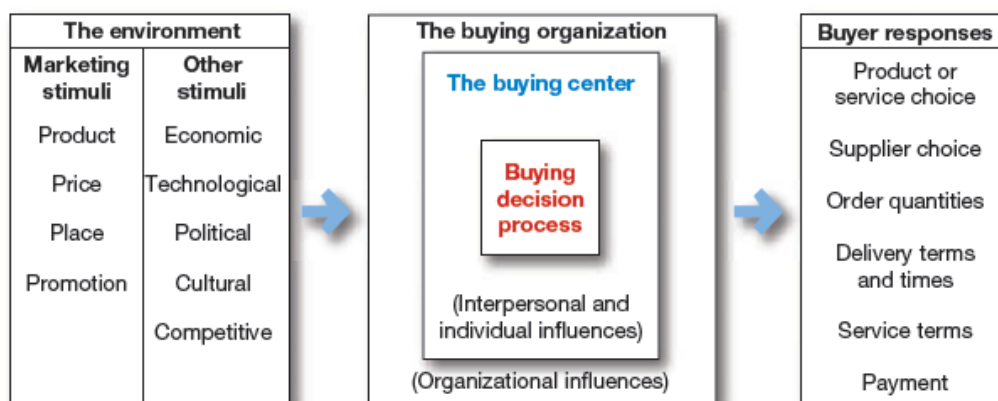 The environment
Marketing
stimuli
Product
Price
Place
Promotion
Other
stimuli
Economic
Technological
Political
Cultural
Competitive
The buying organization
The buying center
Buying
decision
process
(Interpersonal and
individual influences)
(Organizational influences)
Buyer responses
Product or
service choice
Supplier choice
Order quantities
Delivery terms
and times
Service terms
Payment